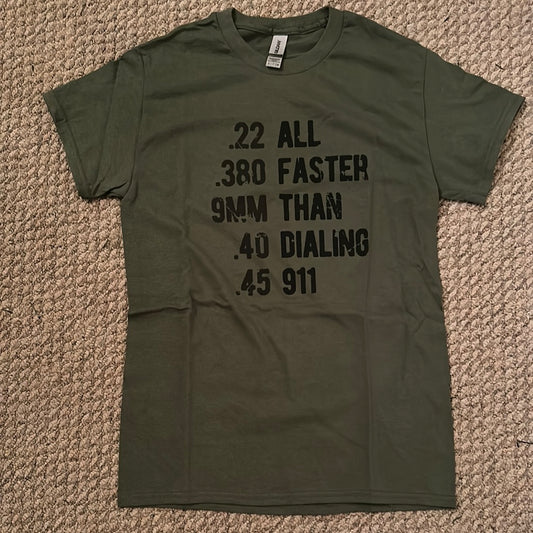 .22 ALL
.380 FASTER
9MM THAN
.40 DIALING
.45 911